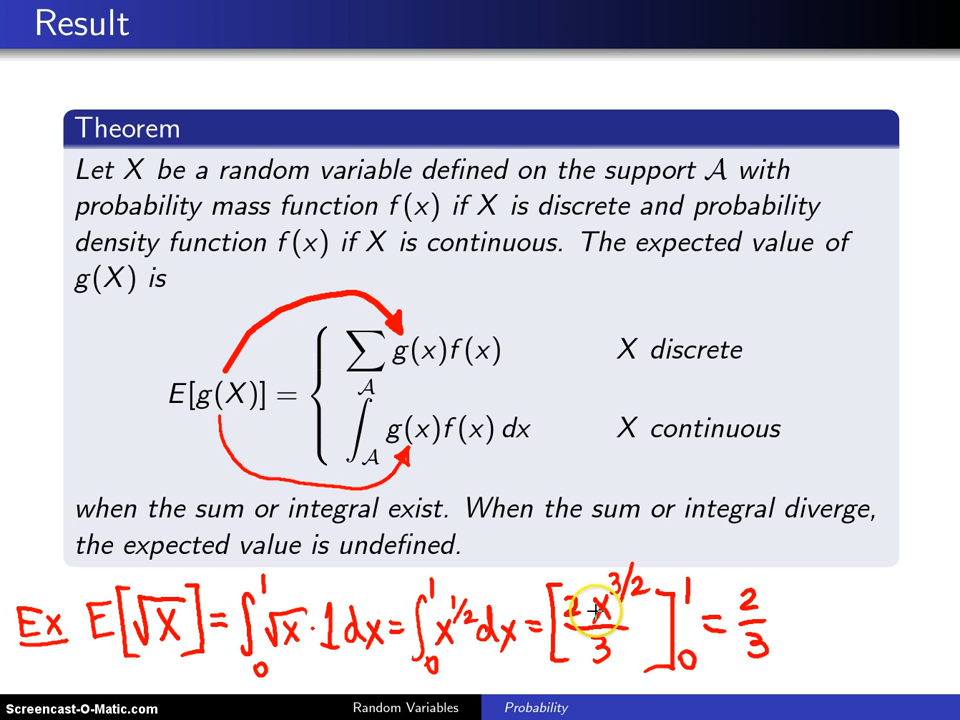 Result
Theorem
Let X be a random variable defined on the support 𝒜 with
probability mass function f(x) if X is discrete and probability
density function f(x) if X is continuous. The expected value of
g(X) is
E[g(X)] = { ∑_𝒜 g(x)f(x) X discrete
∫_𝒜 g(x)f(x) dx X continuous
when the sum or integral exist. When the sum or integral diverge,
the expected value is undefined.
Ex E[√X] = ∫₀¹ √x · 1 dx = ∫₀¹ x^{1/2} dx = [2x^{3/2}/3]₀¹ = 2/3
Screencast-O-Matic.com Random Variables Probability